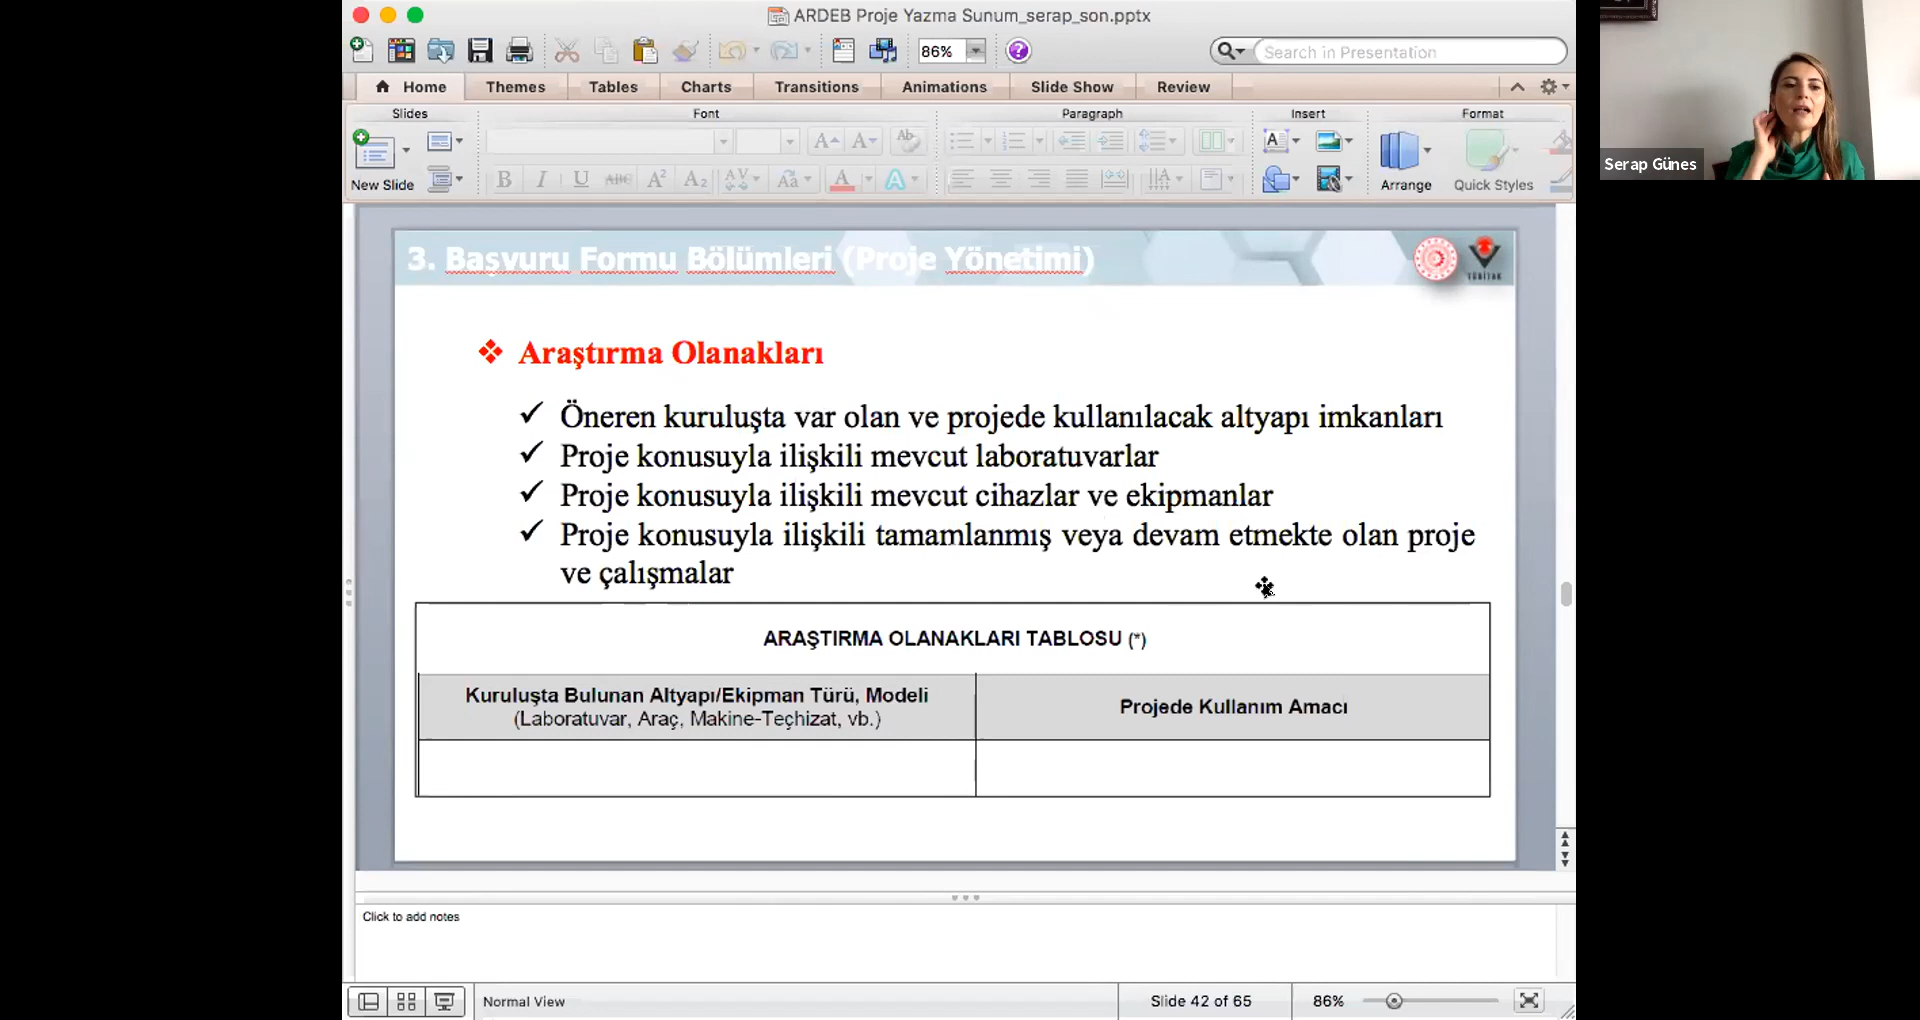 ARDEB Proje Yazma Sunum_serap_son.pptx
86%
Search in Presentation
Home
Themes
Tables
Charts
Transitions
Animations
Slide Show
Review
Slides
Font
Paragraph
Insert
Format
New Slide
Arrange
Quick Styles
Serap Günes
3. Başvuru Formu Bölümleri (Proje Yönetimi)
TÜBİTAK
Araştırma Olanakları
Öneren kuruluşta var olan ve projede kullanılacak altyapı imkanları
Proje konusuyla ilişkili mevcut laboratuvarlar
Proje konusuyla ilişkili mevcut cihazlar ve ekipmanlar
Proje konusuyla ilişkili tamamlanmış veya devam etmekte olan proje
ve çalışmalar
ARAŞTIRMA OLANAKLARI TABLOSU (*)
Kuruluşta Bulunan Altyapı/Ekipman Türü, Modeli
(Laboratuvar, Araç, Makine-Teçhizat, vb.)
Projede Kullanım Amacı
Click to add notes
Normal View
Slide 42 of 65
86%